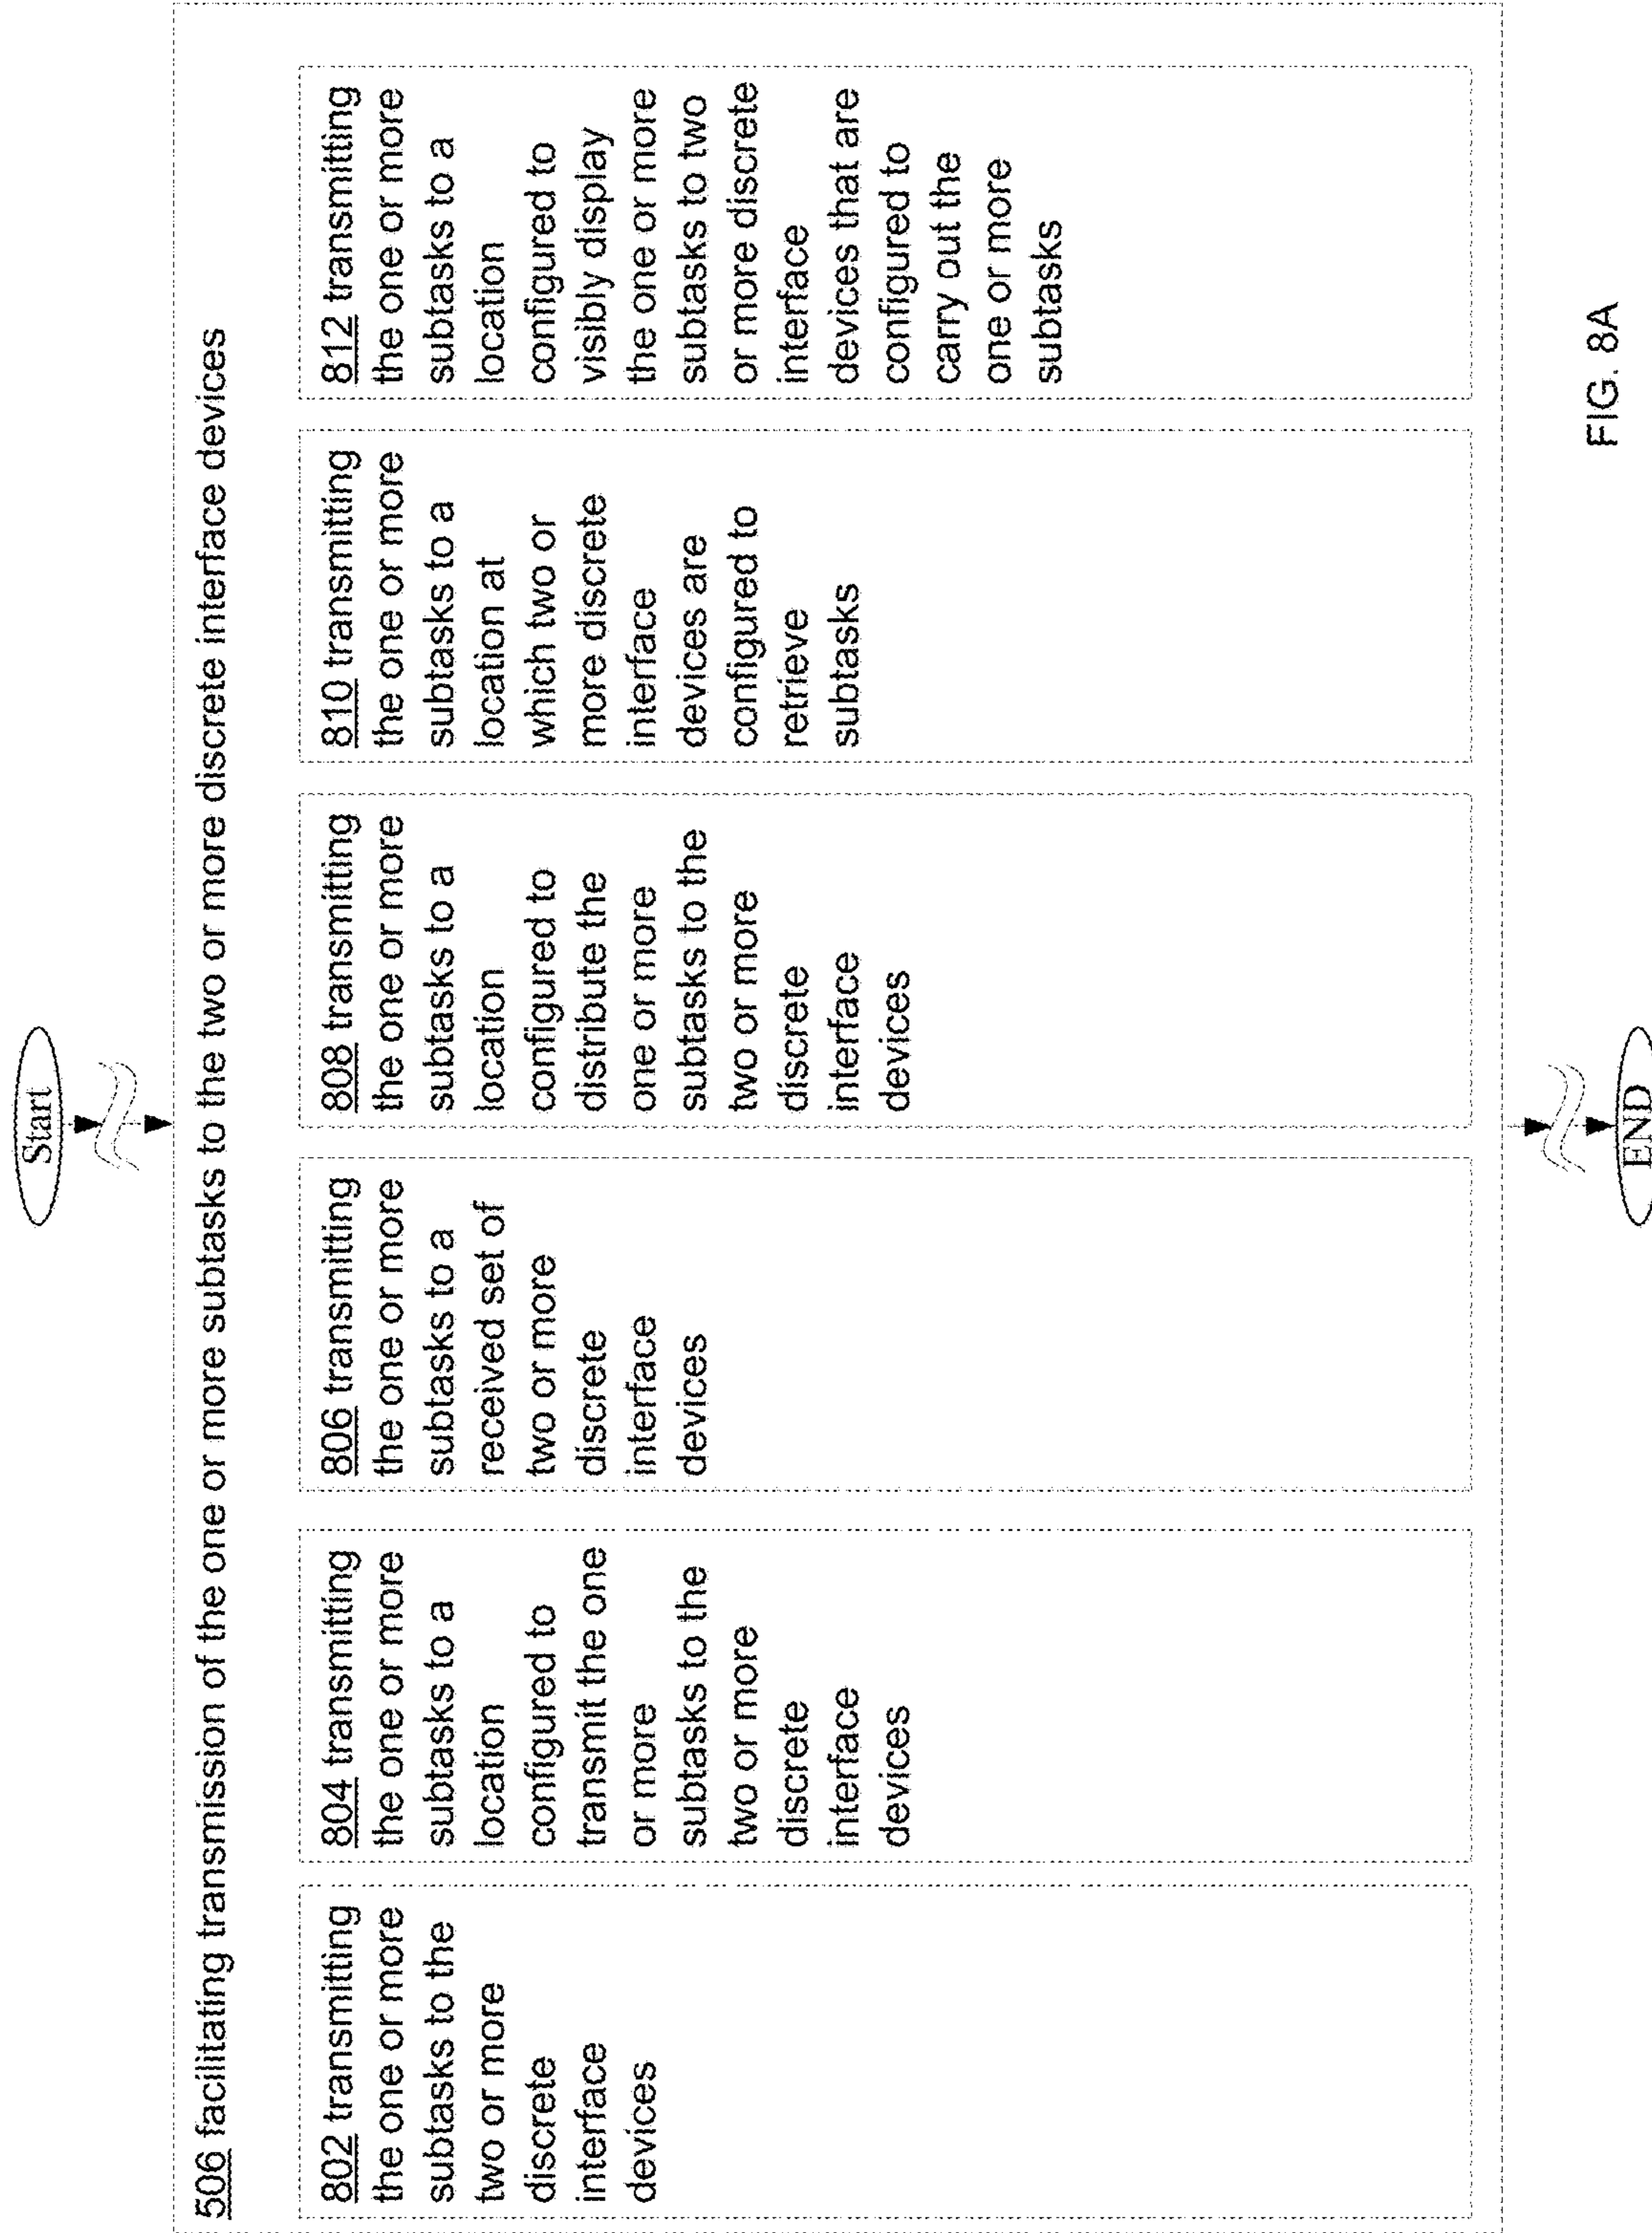 Start
506 facilitating transmission of the one or more subtasks to the two or more discrete interface devices
802 transmitting
the one or more
subtasks to the
two or more
discrete
interface
devices
804 transmitting
the one or more
subtasks to a
location
configured to
transmit the one
or more
subtasks to the
two or more
discrete
interface
devices
806 transmitting
the one or more
subtasks to a
received set of
two or more
discrete
interface
devices
808 transmitting
the one or more
subtasks to a
location
configured to
distribute the
one or more
subtasks to the
two or more
discrete
interface
devices
810 transmitting
the one or more
subtasks to a
location at
which two or
more discrete
interface
devices are
configured to
retrieve
subtasks
812 transmitting
the one or more
subtasks to a
location
configured to
visibly display
the one or more
subtasks to two
or more discrete
interface
devices that are
configured to
carry out the
one or more
subtasks
END
FIG. 8A